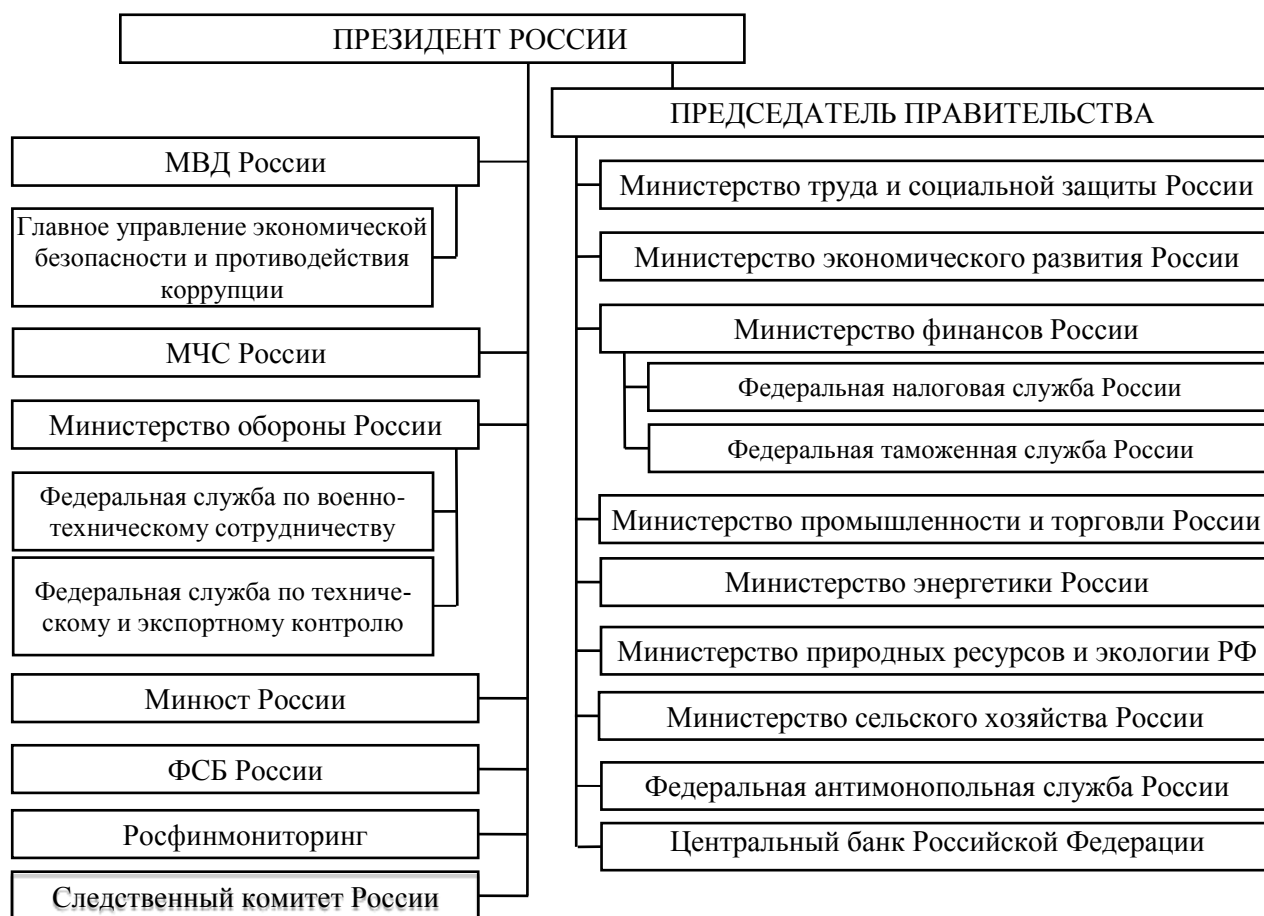 ПРЕЗИДЕНТ РОССИИ
МВД России
Главное управление экономической
безопасности и противодействия
коррупции
МЧС России
Министерство обороны России
Федеральная служба по военно-
техническому сотрудничеству
Федеральная служба по техниче-
скому и экспортному контролю
Минюст России
ФСБ России
Росфинмониторинг
Следственный комитет России
ПРЕДСЕДАТЕЛЬ ПРАВИТЕЛЬСТВА
Министерство труда и социальной защиты России
Министерство экономического развития России
Министерство финансов России
Федеральная налоговая служба России
Федеральная таможенная служба России
Министерство промышленности и торговли России
Министерство энергетики России
Министерство природных ресурсов и экологии РФ
Министерство сельского хозяйства России
Федеральная антимонопольная служба России
Центральный банк Российской Федерации